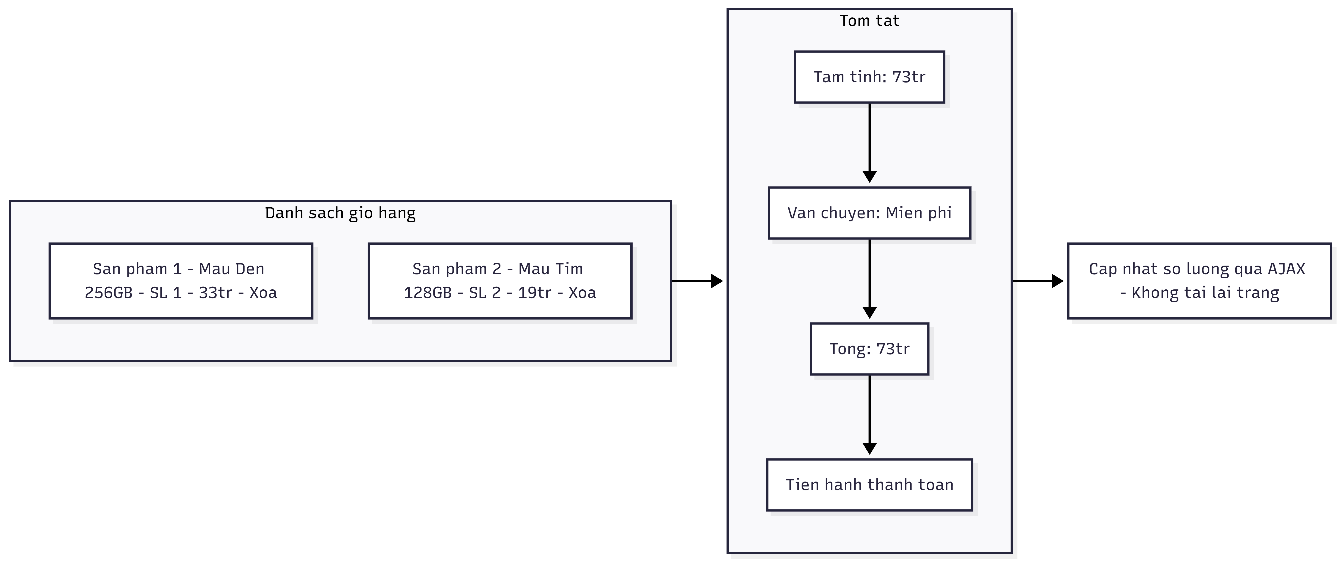 Danh sach gio hang
San pham 1 - Mau Den
256GB - SL 1 - 33tr - Xoa
San pham 2 - Mau Tim
128GB - SL 2 - 19tr - Xoa
Tom tat
Tam tinh: 73tr
Van chuyen: Mien phi
Tong: 73tr
Tien hanh thanh toan
Cap nhat so luong qua AJAX
- Khong tai lai trang